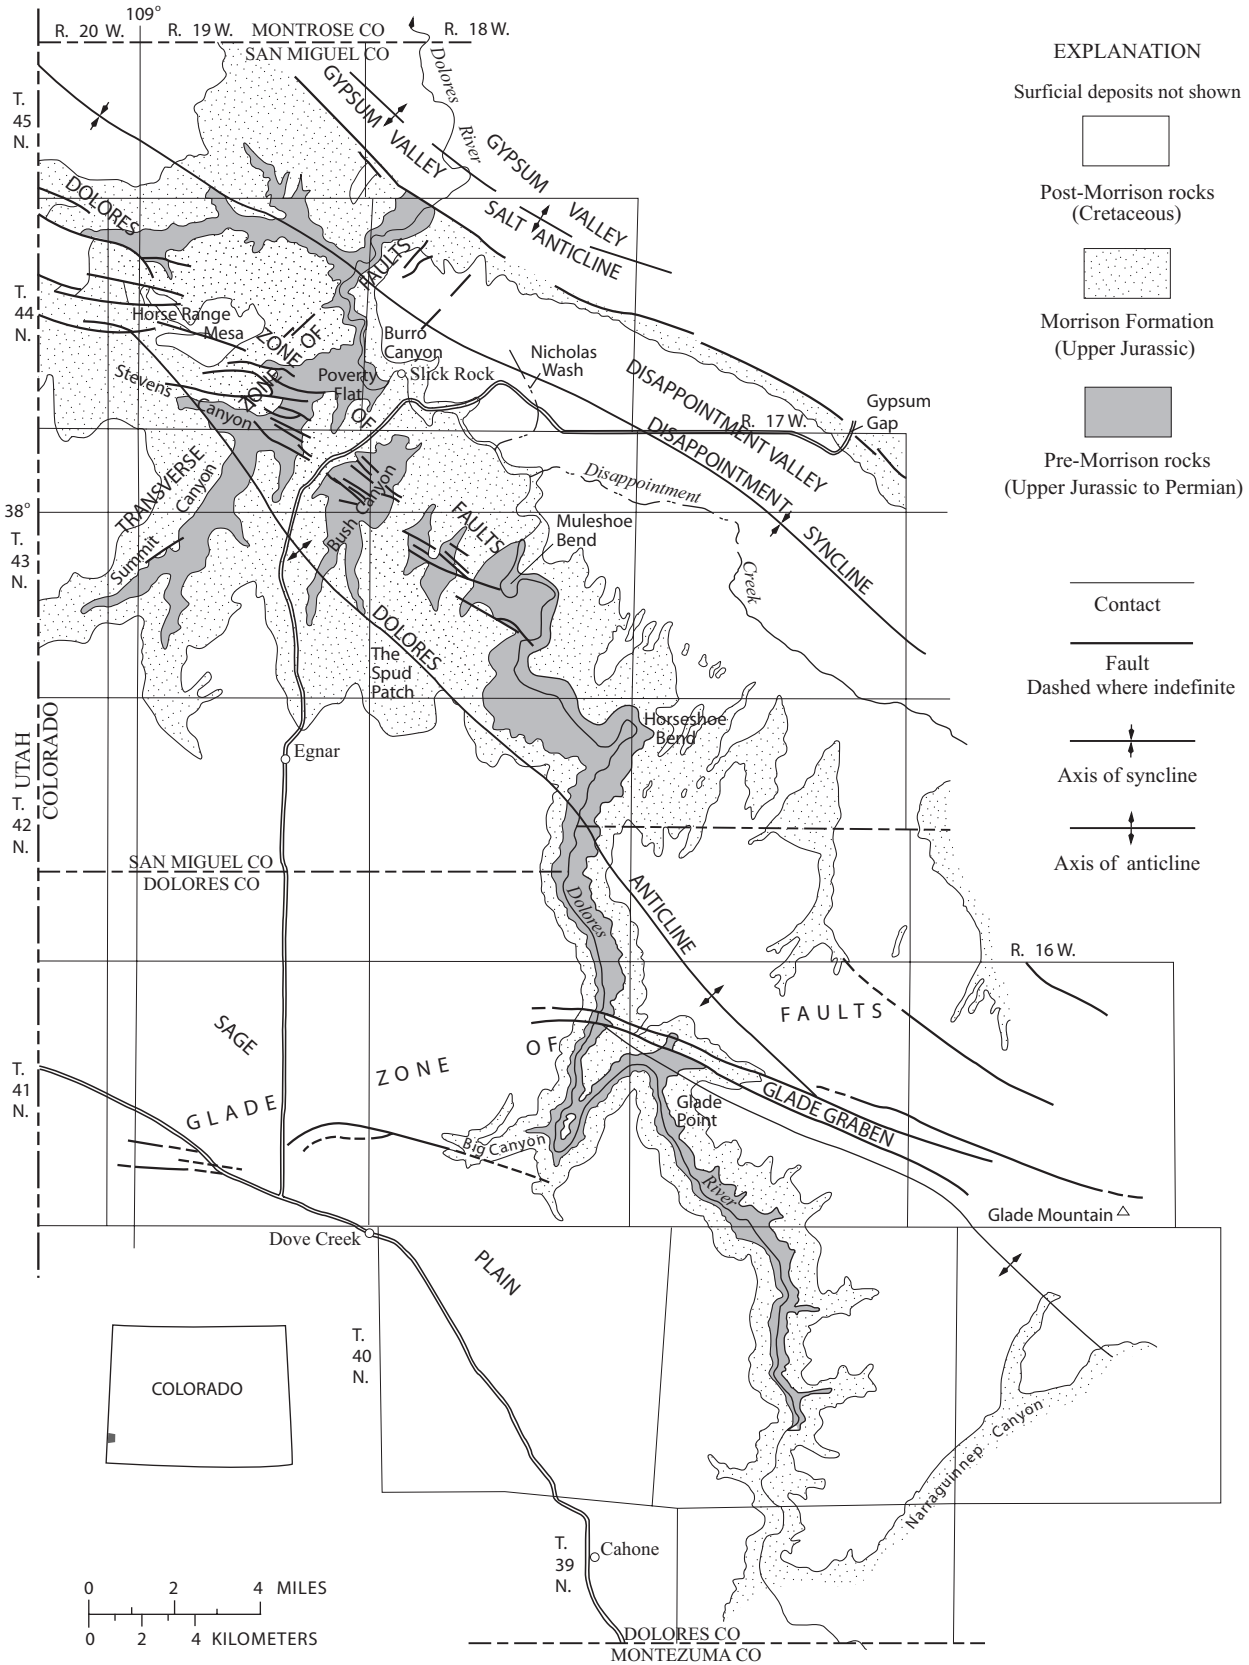 109°
R. 20 W.
R. 19 W.
MONTROSE CO
R. 18 W.
SAN MIGUEL CO
T.
45
N.
Dolores
River
GYPSUM
VALLEY
GYPSUM
VALLEY
SALT ANTICLINE
DOLORES
FAULTS
T.
44
N.
Horse Range
Mesa
ZONE OF
ZONE
OF
Burro
Canyon
Slick Rock
Nicholas
Wash
Poverty
Flat
Stevens
Canyon
DISAPPOINTMENT VALLEY
R. 17 W.
Gypsum
Gap
DISAPPOINTMENT
SYNCLINE
TRANSVERSE
Summit
Canyon
Bush Canyon
FAULTS
Disappointment
Creek
Muleshoe
Bend
38°
T.
43
N.
DOLORES
The
Spud
Patch
Horseshoe
Bend
Egnar
UTAH
COLORADO
T.
42
N.
SAN MIGUEL CO
DOLORES CO
Dolores
ANTICLINE
R. 16 W.
FAULTS
SAGE
ZONE
OF
T.
41
N.
GLADE
Big Canyon
Glade
Point
GLADE GRABEN
River
Glade Mountain
Dove Creek
PLAIN
T.
40
N.
COLORADO
Narraguinnep Canyon
T.
39
N.
Cahone
0 2 4 MILES
0 2 4 KILOMETERS
DOLORES CO
MONTEZUMA CO
EXPLANATION
Surficial deposits not shown
Post-Morrison rocks
(Cretaceous)
Morrison Formation
(Upper Jurassic)
Pre-Morrison rocks
(Upper Jurassic to Permian)
Contact
Fault
Dashed where indefinite
Axis of syncline
Axis of anticline